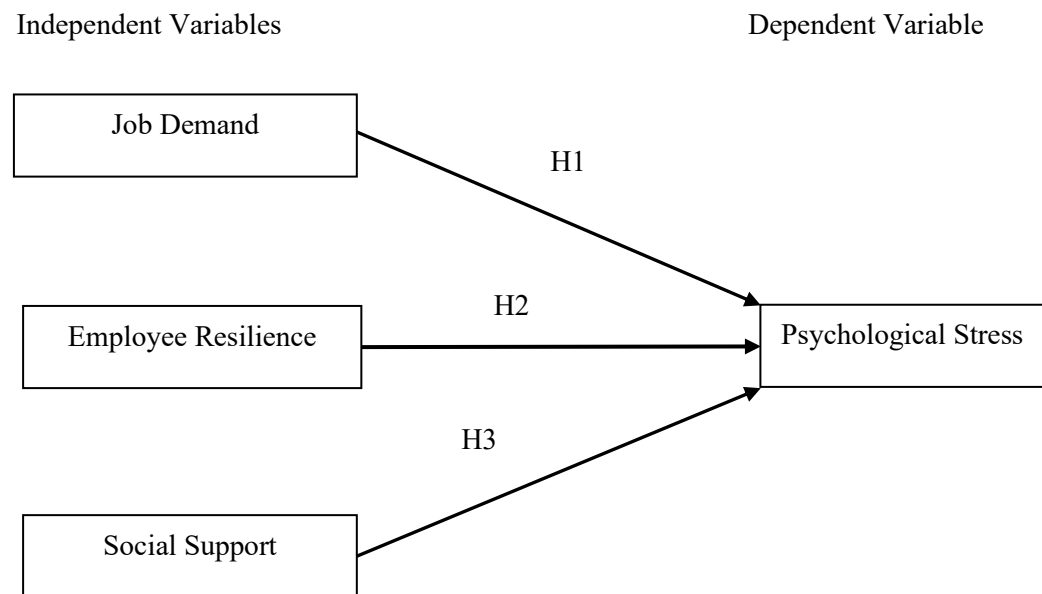 Independent Variables
Dependent Variable
Job Demand
H1
Employee Resilience
H2
Psychological Stress
H3
Social Support